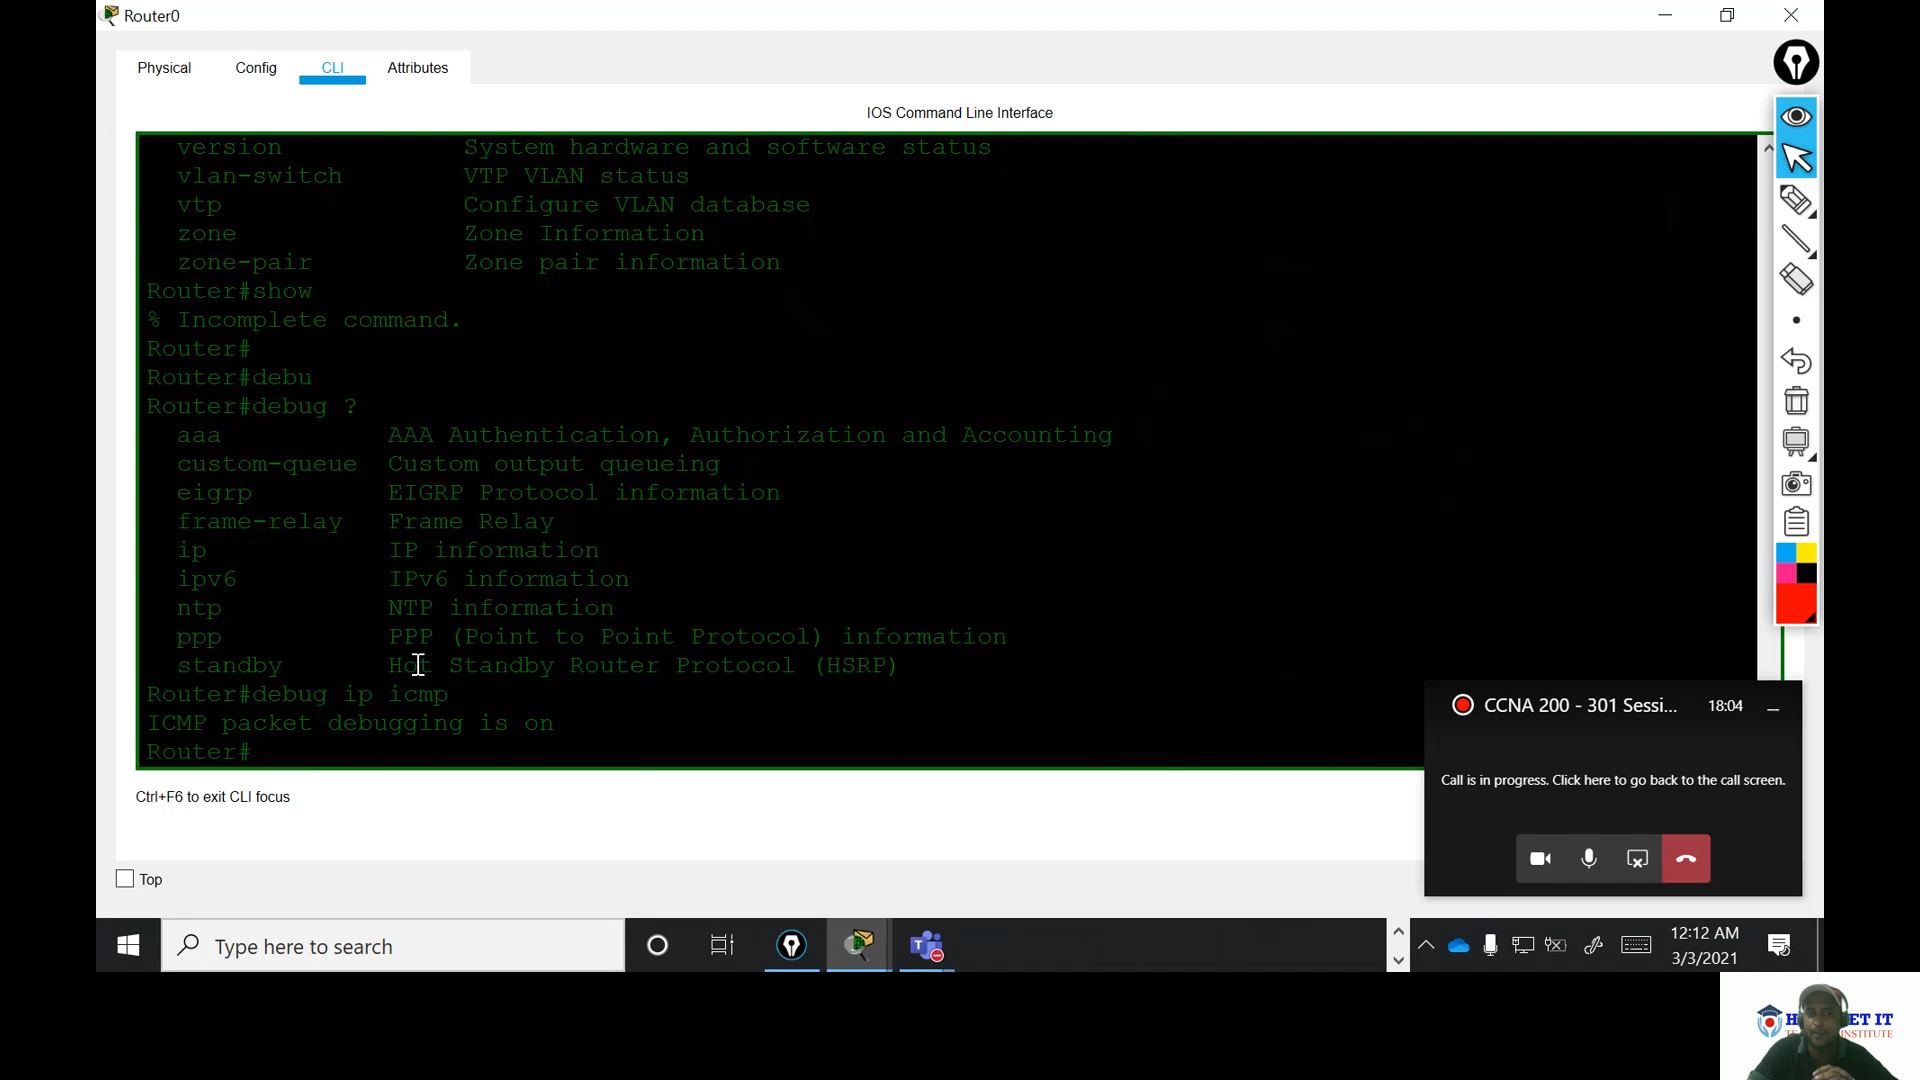 Router0
Physical Config CLI Attributes
IOS Command Line Interface
version System hardware and software status
vlan-switch VTP VLAN status
vtp Configure VLAN database
zone Zone Information
zone-pair Zone pair information
Router#show
% Incomplete command.
Router#
Router#debu
Router#debug ?
aaa AAA Authentication, Authorization and Accounting
custom-queue Custom output queueing
eigrp EIGRP Protocol information
frame-relay Frame Relay
ip IP information
ipv6 IPv6 information
ntp NTP information
ppp PPP (Point to Point Protocol) information
standby Hot Standby Router Protocol (HSRP)
Router#debug ip icmp
ICMP packet debugging is on
Router#
Ctrl+F6 to exit CLI focus
Top
CCNA 200 - 301 Sessi... 18:04
Call is in progress. Click here to go back to the call screen.
Type here to search
12:12 AM
3/3/2021
ET IT
INSTITUTE